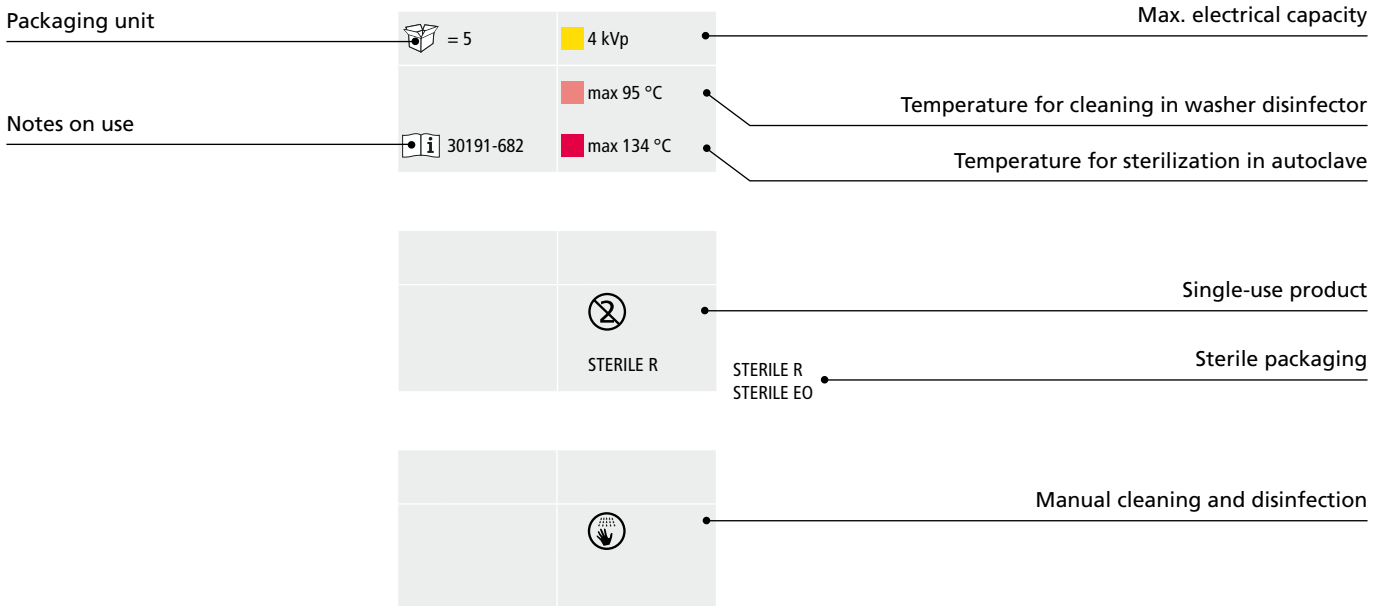 Packaging unit
Max. electrical capacity
= 5
4 kVp
max 95 °C
Temperature for cleaning in washer disinfector
Notes on use
i 30191-682
max 134 °C
Temperature for sterilization in autoclave
Single-use product
2
STERILE R
Sterile packaging
STERILE R
STERILE EO
Manual cleaning and disinfection